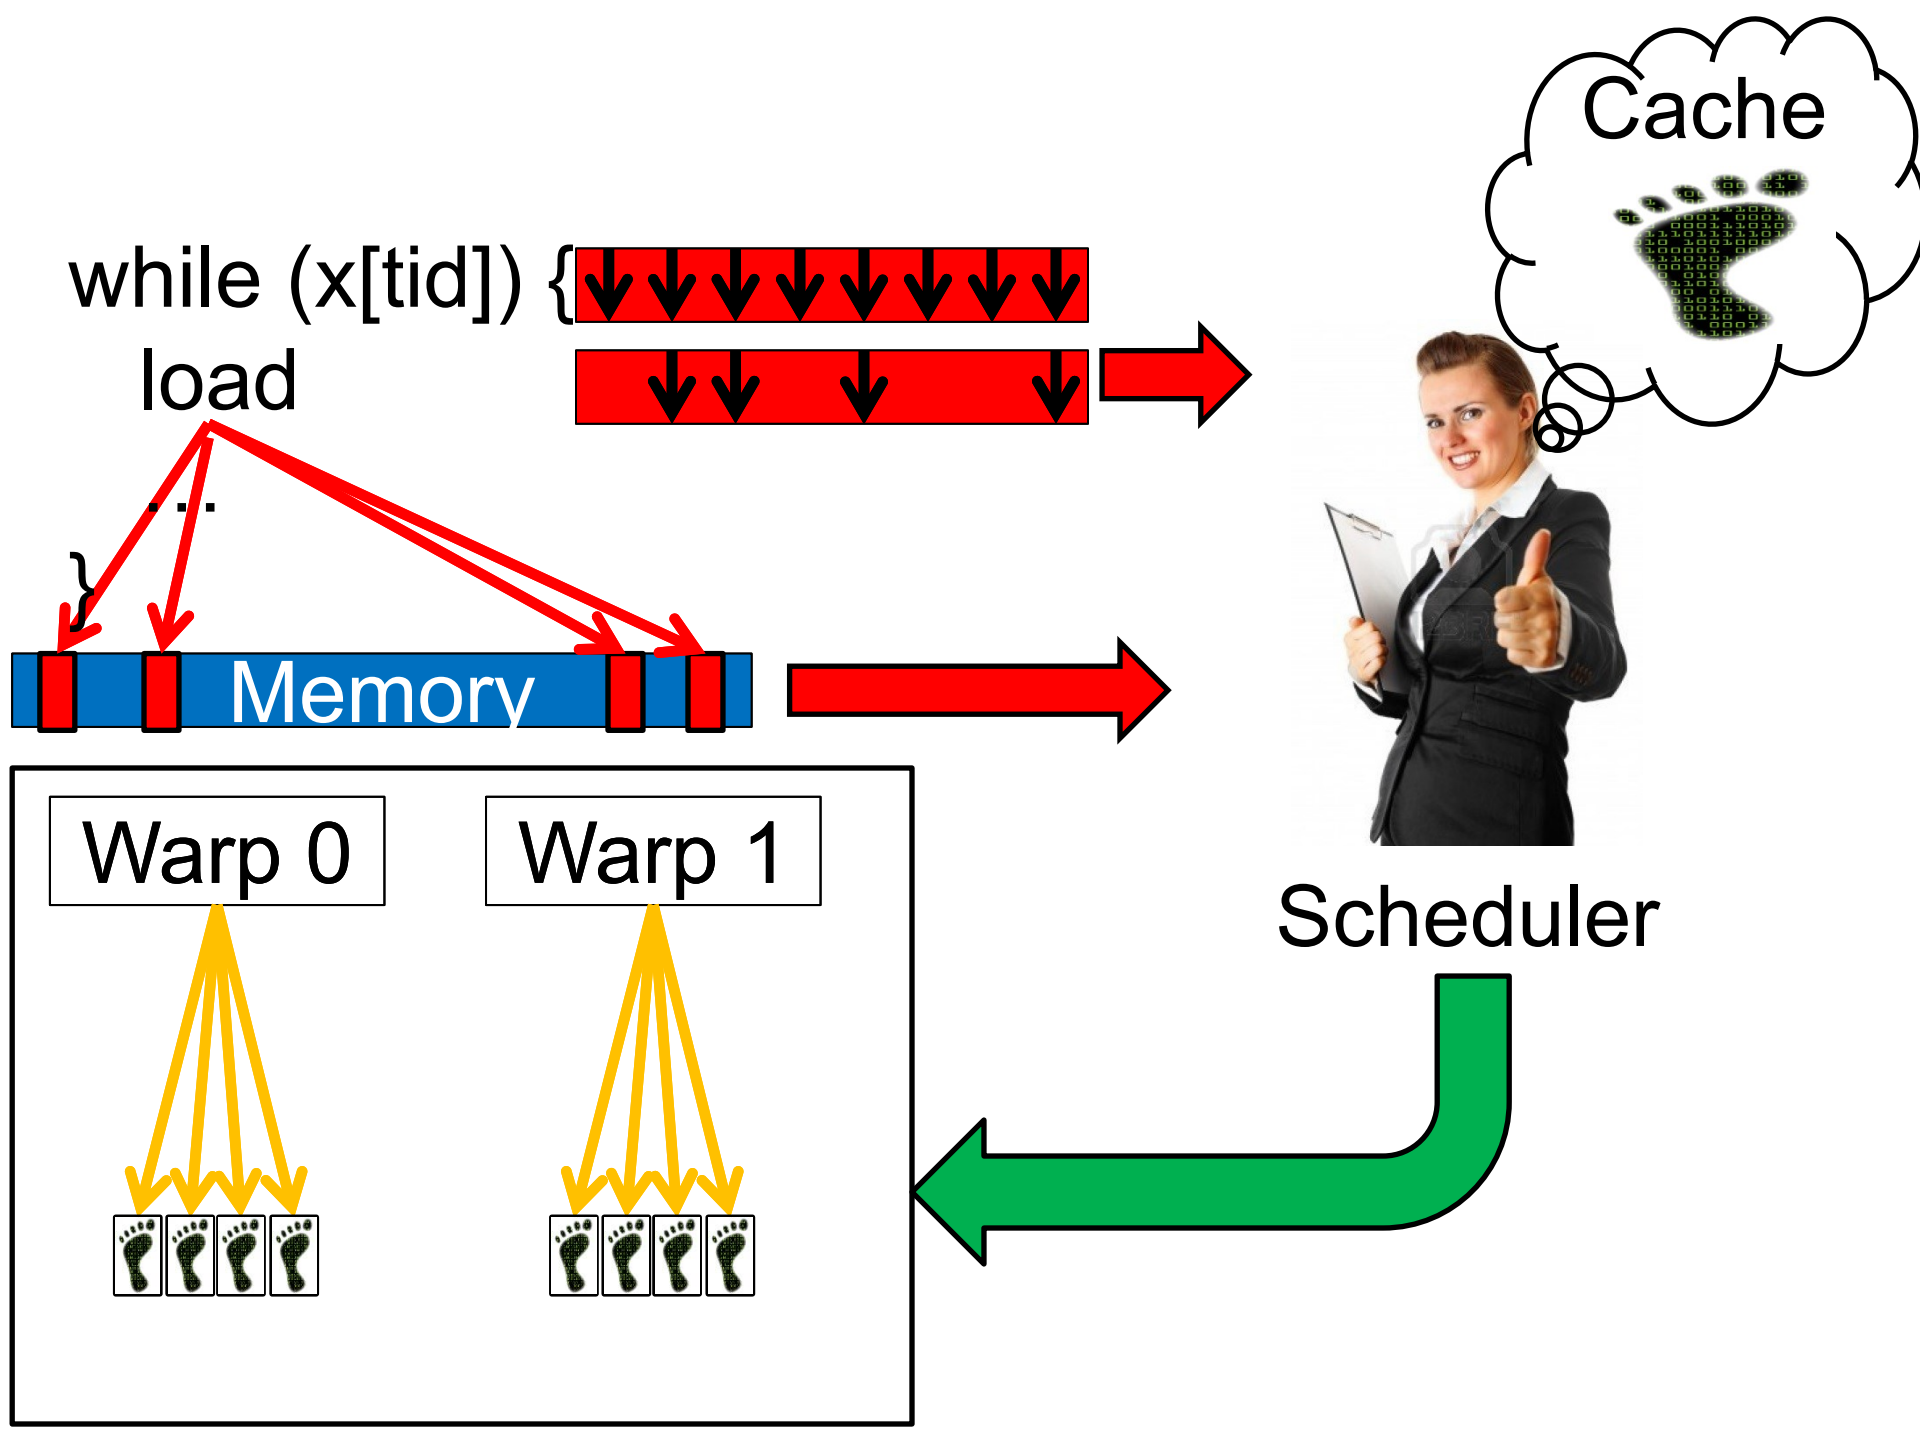 Cache
while (x[tid]) {
load
...
}
Memory
Warp 0
Warp 1
Scheduler